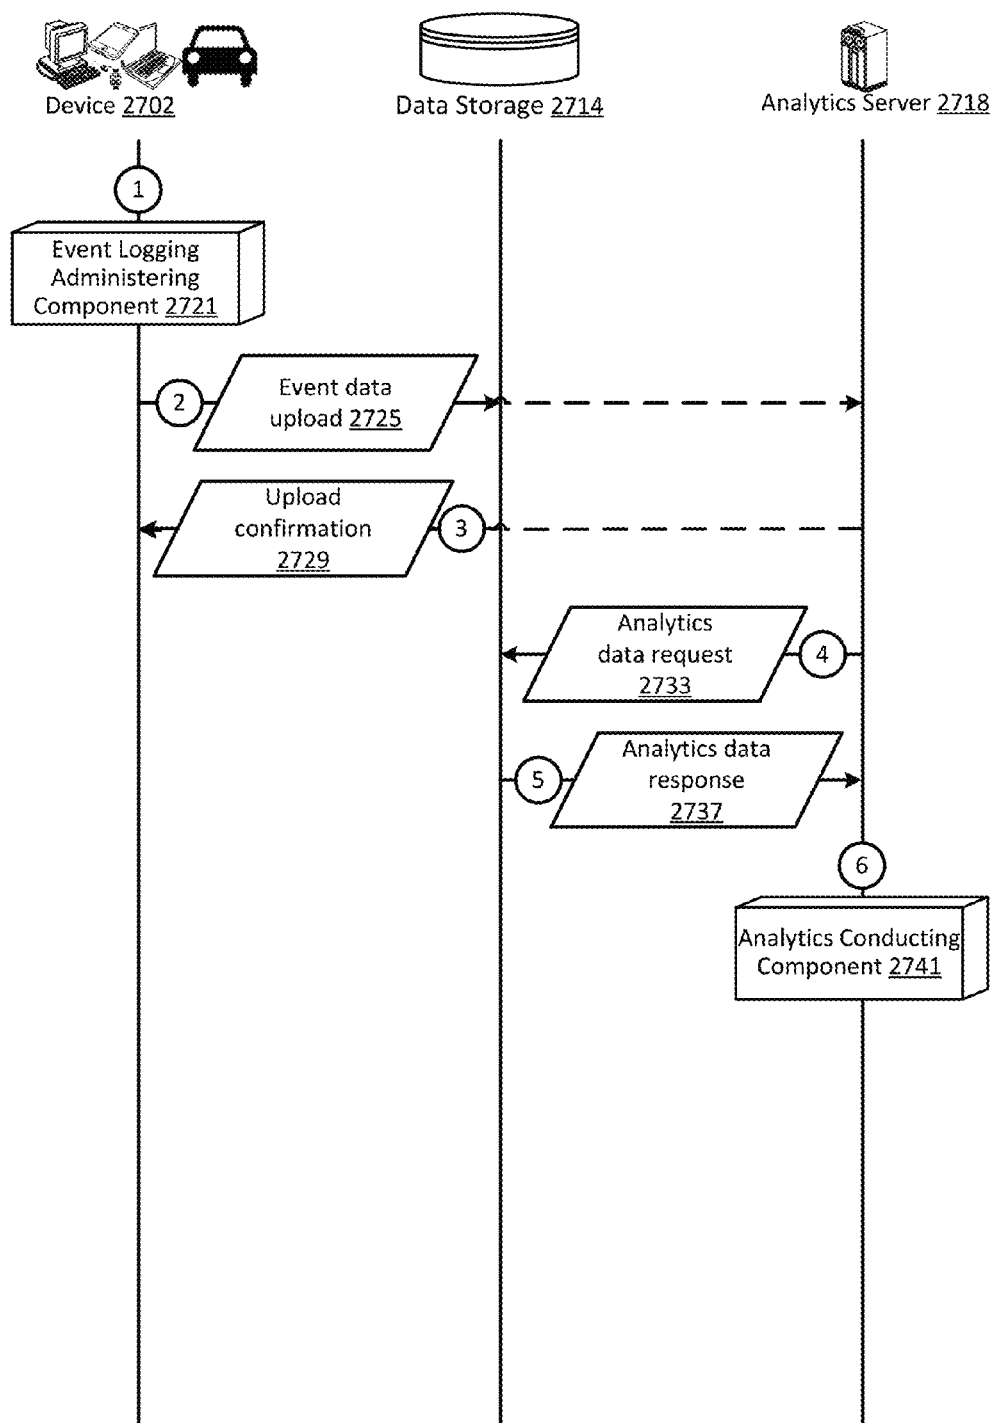 Device 2702
Data Storage 2714
Analytics Server 2718
1
Event Logging
Administering
Component 2721
2
Event data
upload 2725
Upload
confirmation
2729
3
Analytics
data request
2733
4
5
Analytics data
response
2737
6
Analytics Conducting
Component 2741